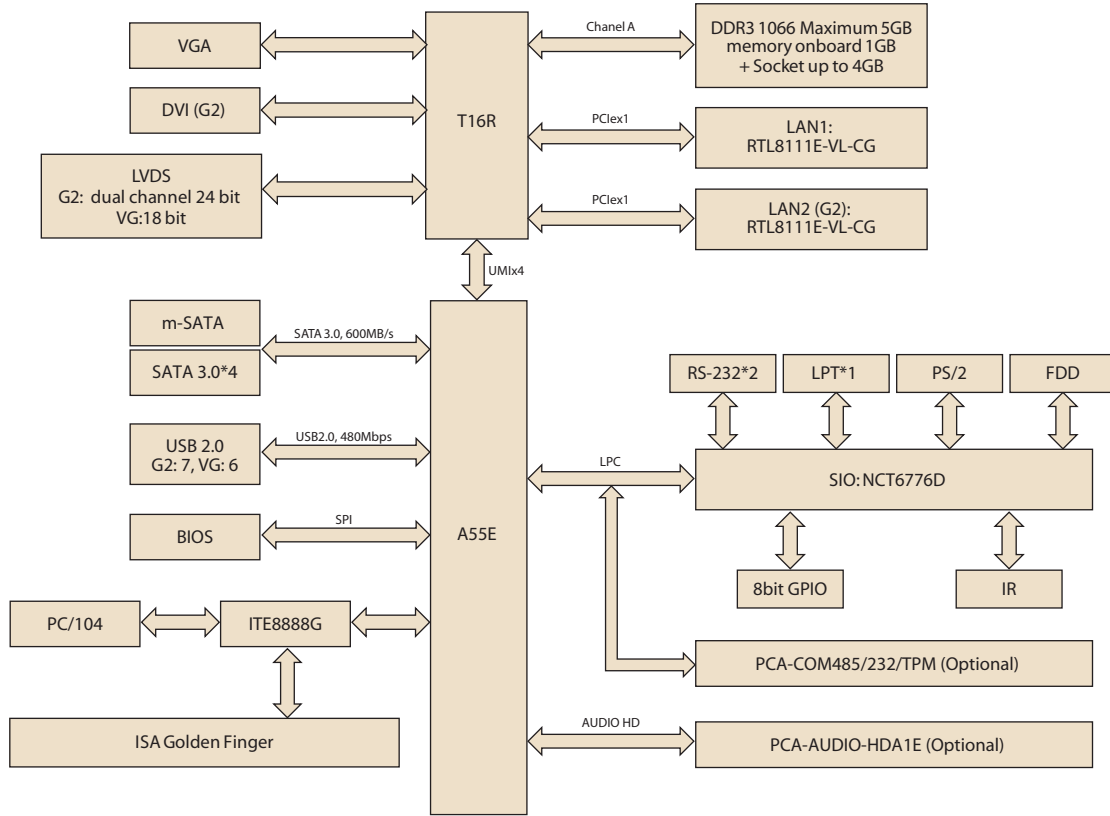 VGA
Chanel A
DDR3 1066 Maximum 5GB
memory onboard 1GB
+ Socket up to 4GB
DVI (G2)
T16R
PCIex1
LAN1:
RTL8111E-VL-CG
LVDS
G2: dual channel 24 bit
VG:18 bit
PCIex1
LAN2 (G2):
RTL8111E-VL-CG
UMIx4
m-SATA
SATA 3.0, 600MB/s
SATA 3.0*4
RS-232*2
LPT*1
PS/2
FDD
USB 2.0
G2: 7, VG: 6
USB2.0, 480Mbps
LPC
SIO: NCT6776D
BIOS
SPI
A55E
8bit GPIO
IR
PC/104
ITE8888G
PCA-COM485/232/TPM (Optional)
ISA Golden Finger
AUDIO HD
PCA-AUDIO-HDA1E (Optional)